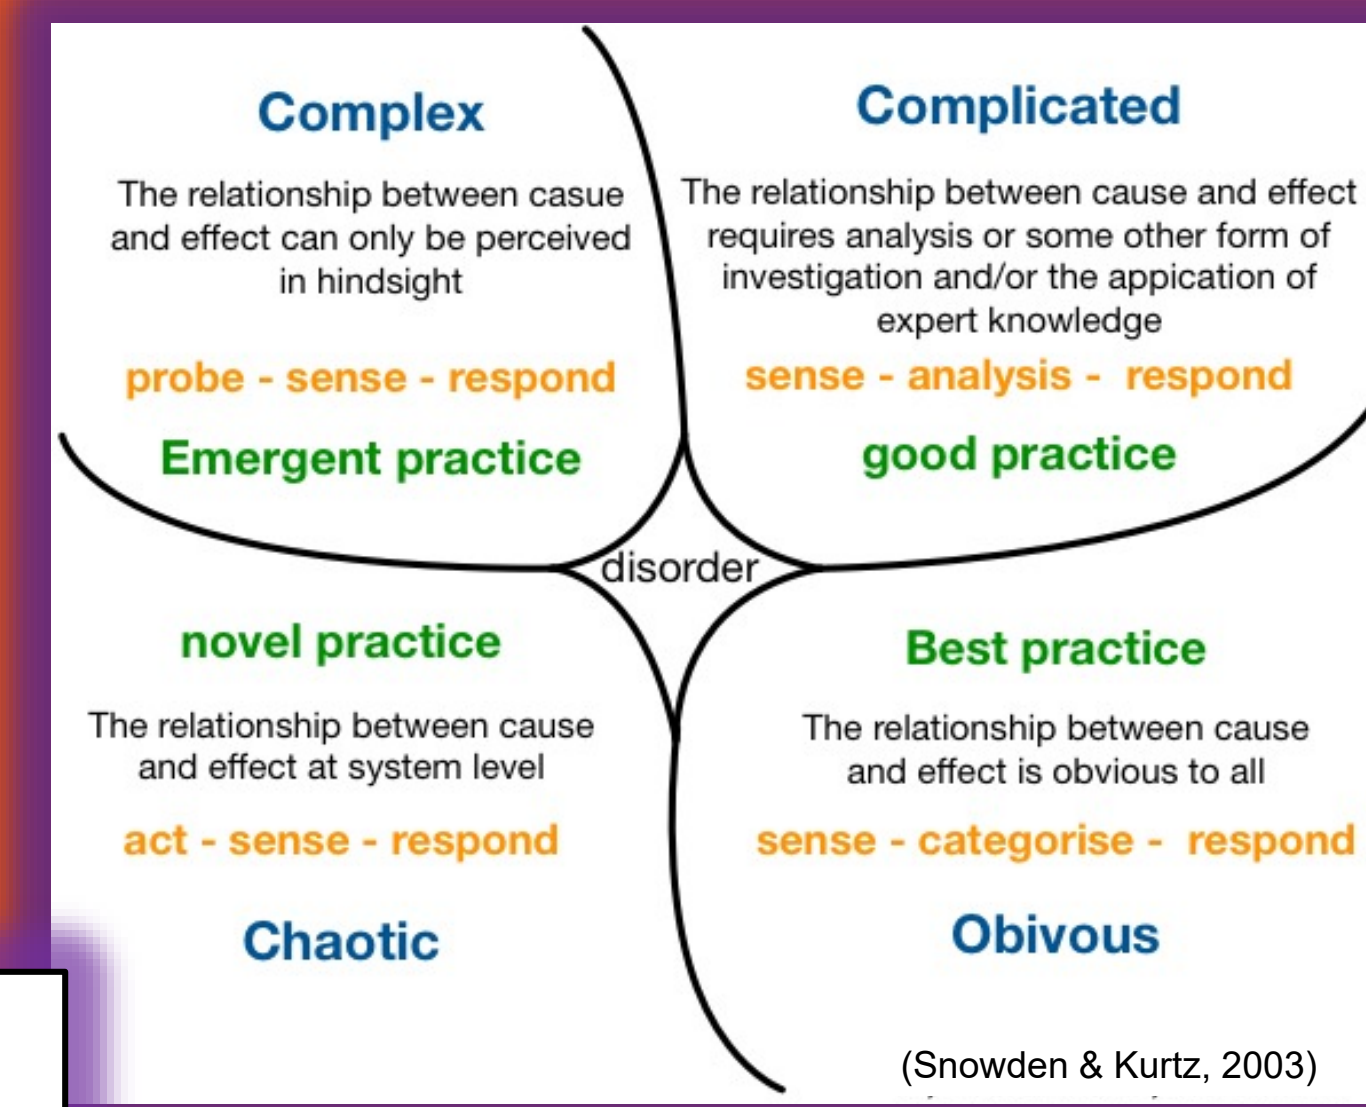 Complex
The relationship between casue
and effect can only be perceived
in hindsight
probe - sense - respond
Emergent practice
Complicated
The relationship between cause and effect
requires analysis or some other form of
investigation and/or the appication of
expert knowledge
sense - analysis - respond
good practice
disorder
novel practice
The relationship between cause
and effect at system level
act - sense - respond
Chaotic
Best practice
The relationship between cause
and effect is obvious to all
sense - categorise - respond
Obivous
(Snowden & Kurtz, 2003)